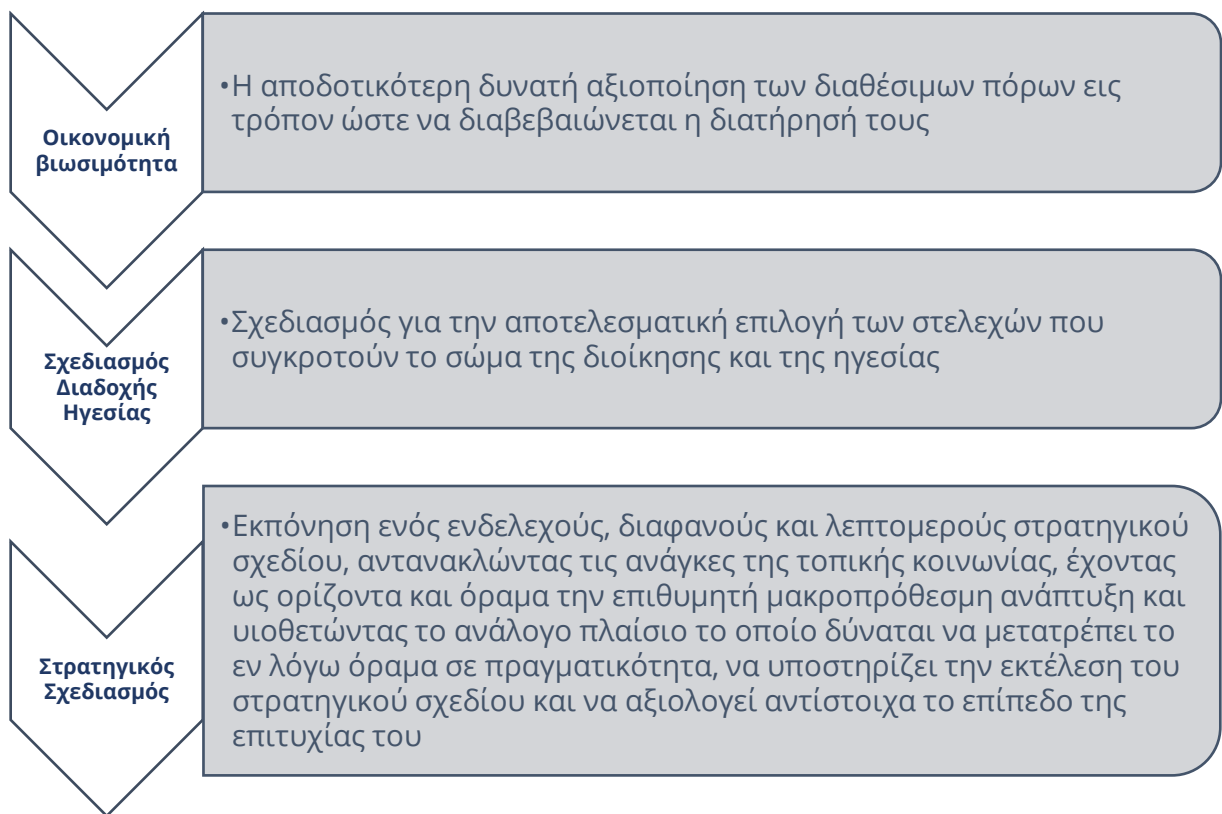 Οικονομική
βιωσιμότητα
•Η αποδοτικότερη δυνατή αξιοποίηση των διαθέσιμων πόρων εις
τρόπον ώστε να διαβεβαιώνεται η διατήρησή τους
Σχεδιασμός
Διαδοχής
Ηγεσίας
•Σχεδιασμός για την αποτελεσματική επιλογή των στελεχών που
συγκροτούν το σώμα της διοίκησης και της ηγεσίας
Στρατηγικός
Σχεδιασμός
•Εκπόνηση ενός ενδελεχούς, διαφανούς και λεπτομερούς στρατηγικού
σχεδίου, αντανακλώντας τις ανάγκες της τοπικής κοινωνίας, έχοντας
ως ορίζοντα και όραμα την επιθυμητή μακροπρόθεσμη ανάπτυξη και
υιοθετώντας το ανάλογο πλαίσιο το οποίο δύναται να μετατρέπει το
εν λόγω όραμα σε πραγματικότητα, να υποστηρίζει την εκτέλεση του
στρατηγικού σχεδίου και να αξιολογεί αντίστοιχα το επίπεδο της
επιτυχίας του